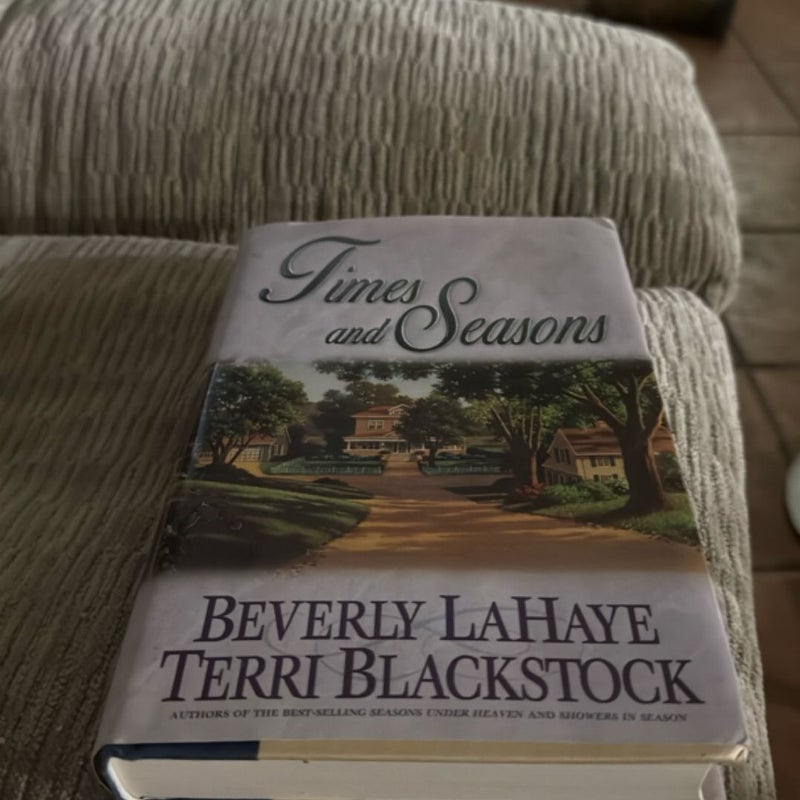 Times
and Seasons
BEVERLY LAHAYE
TERRI BLACKSTOCK
AUTHORS OF THE BEST-SELLING SEASONS UNDER HEAVEN AND SHOWERS IN SEASON